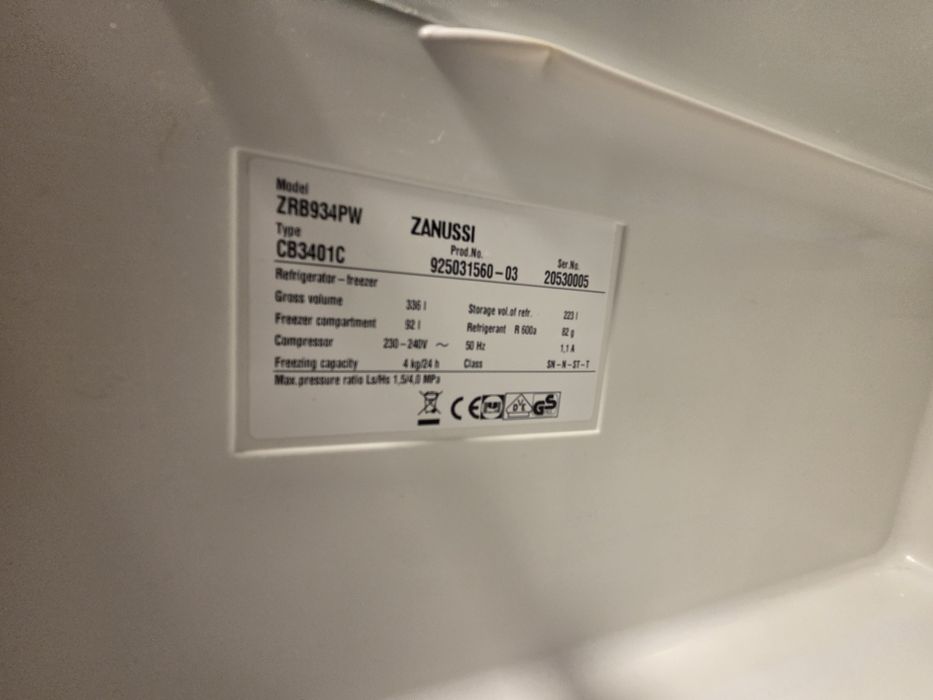 Model
ZRB934PW
ZANUSSI
Type
CB3401C
Prod.No.
925031560-03
Ser.No.
20530005
Refrigerator-freezer
Gross volume 336 l
Storage vol.of refr. 223 l
Freezer compartment 92 l
Refrigerant R 600a 82 g
Compressor 230-240V ~ 50 Hz 1,1 A
Freezing capacity 4 kg/24 h
Class SN-N-ST-T
Max.pressure ratio Ls/Hs 1,5/4,0 MPa
CE
DVE
GS